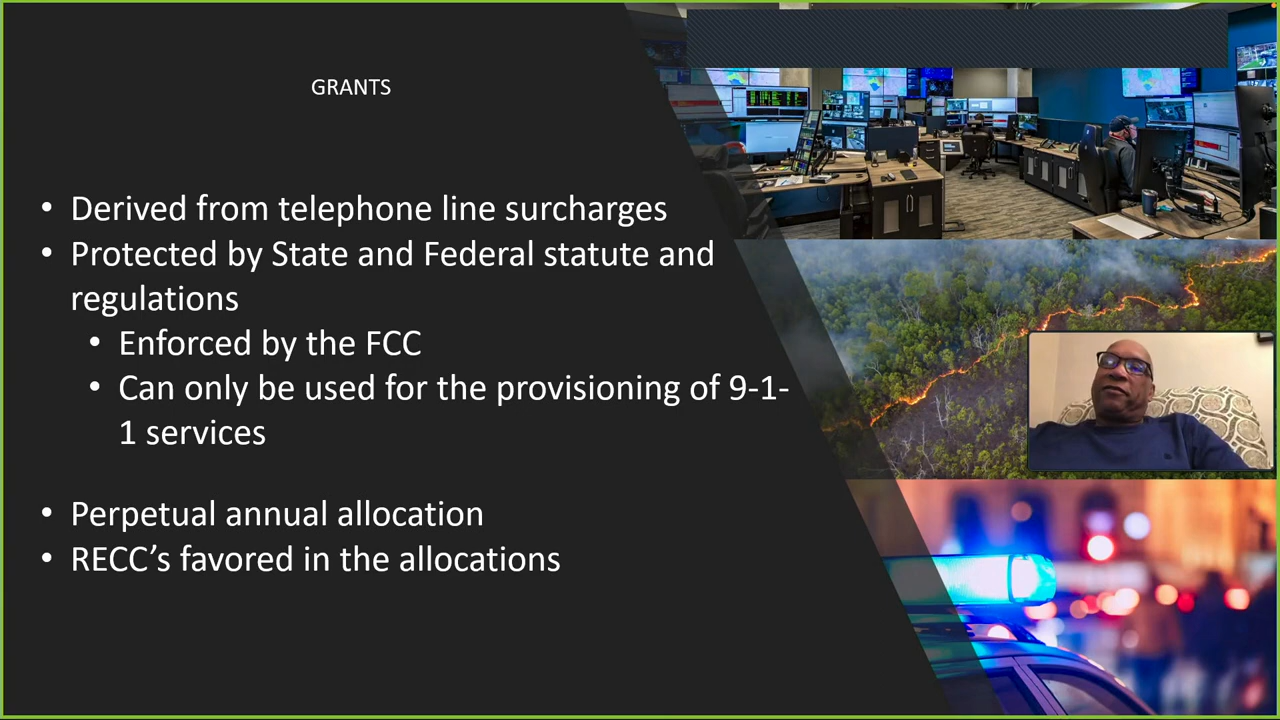 GRANTS
• Derived from telephone line surcharges
• Protected by State and Federal statute and
regulations
• Enforced by the FCC
• Can only be used for the provisioning of 9-1-
1 services
• Perpetual annual allocation
• RECC’s favored in the allocations